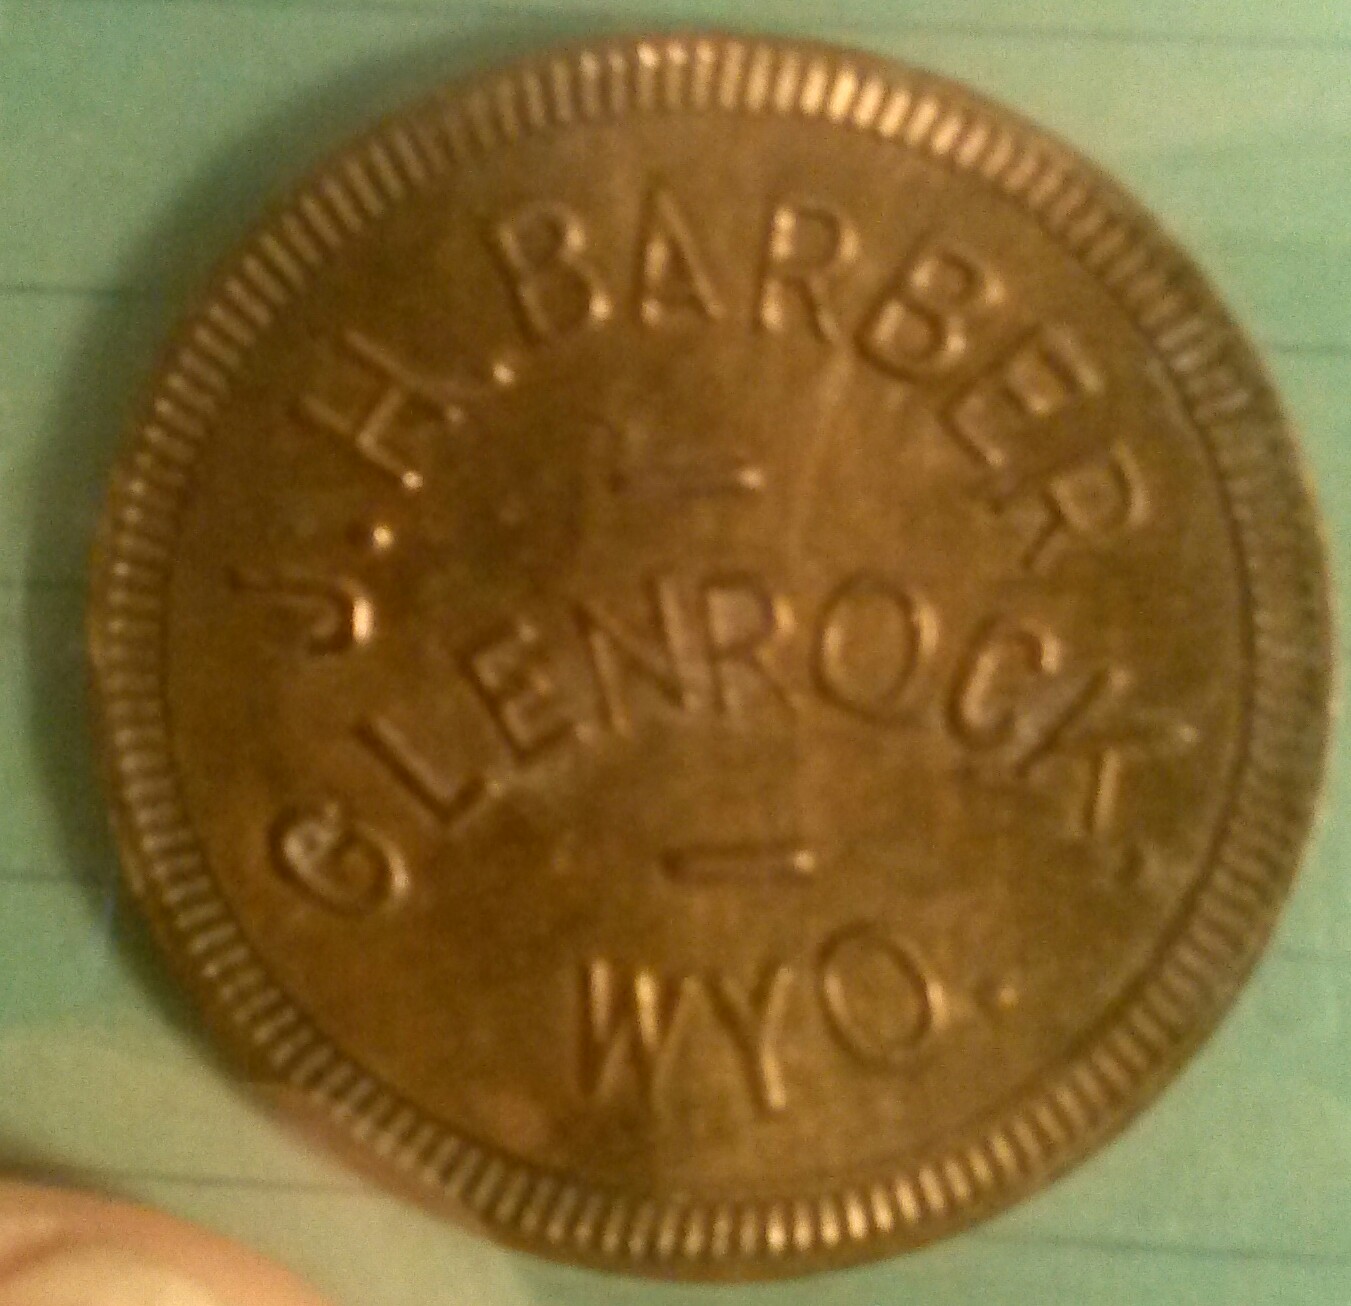 J.H.BARBER
—
GLENROCK,
—
WYO.